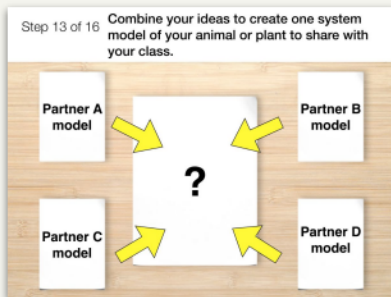 Step 13 of 16
Combine your ideas to create one system
model of your animal or plant to share with
your class.
Partner A
model
Partner B
model
?
Partner C
model
Partner D
model